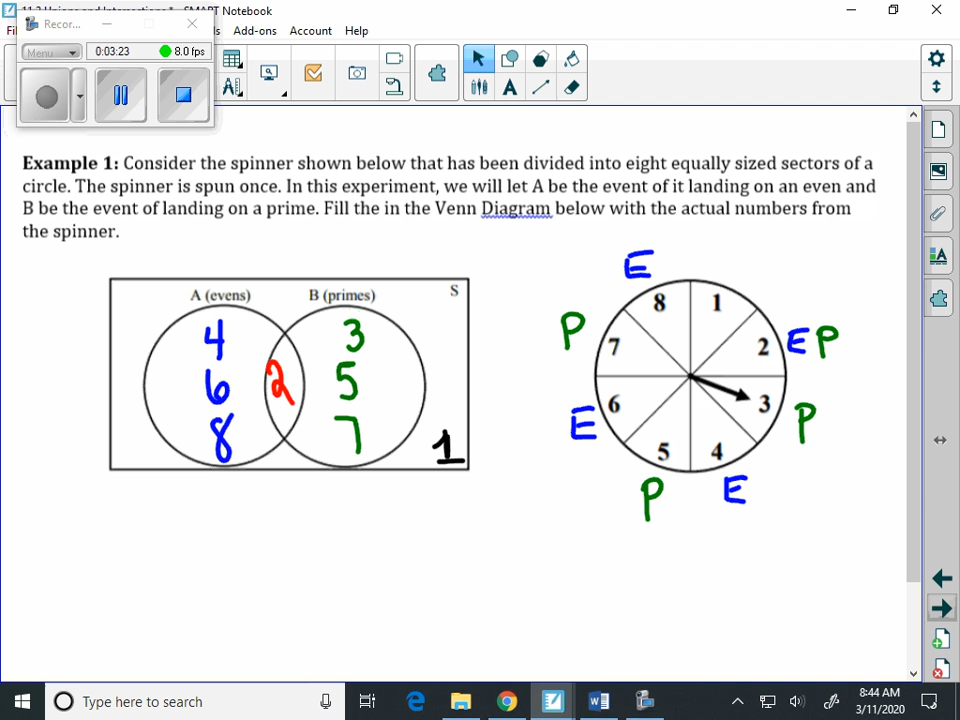 11.3 Unions and Intersections * - SMART Notebook
Recor...
Add-ons Account Help
Menu 0:03:23 8.0 fps
Example 1: Consider the spinner shown below that has been divided into eight equally sized sectors of a
circle. The spinner is spun once. In this experiment, we will let A be the event of it landing on an even and
B be the event of landing on a prime. Fill the in the Venn Diagram below with the actual numbers from
the spinner.
A (evens) B (primes) S
4 3
6 2 5
8 7 1
E
8 1
P 7 2 E P
E 6 3 P
5 4
P E
Type here to search
8:44 AM
3/11/2020